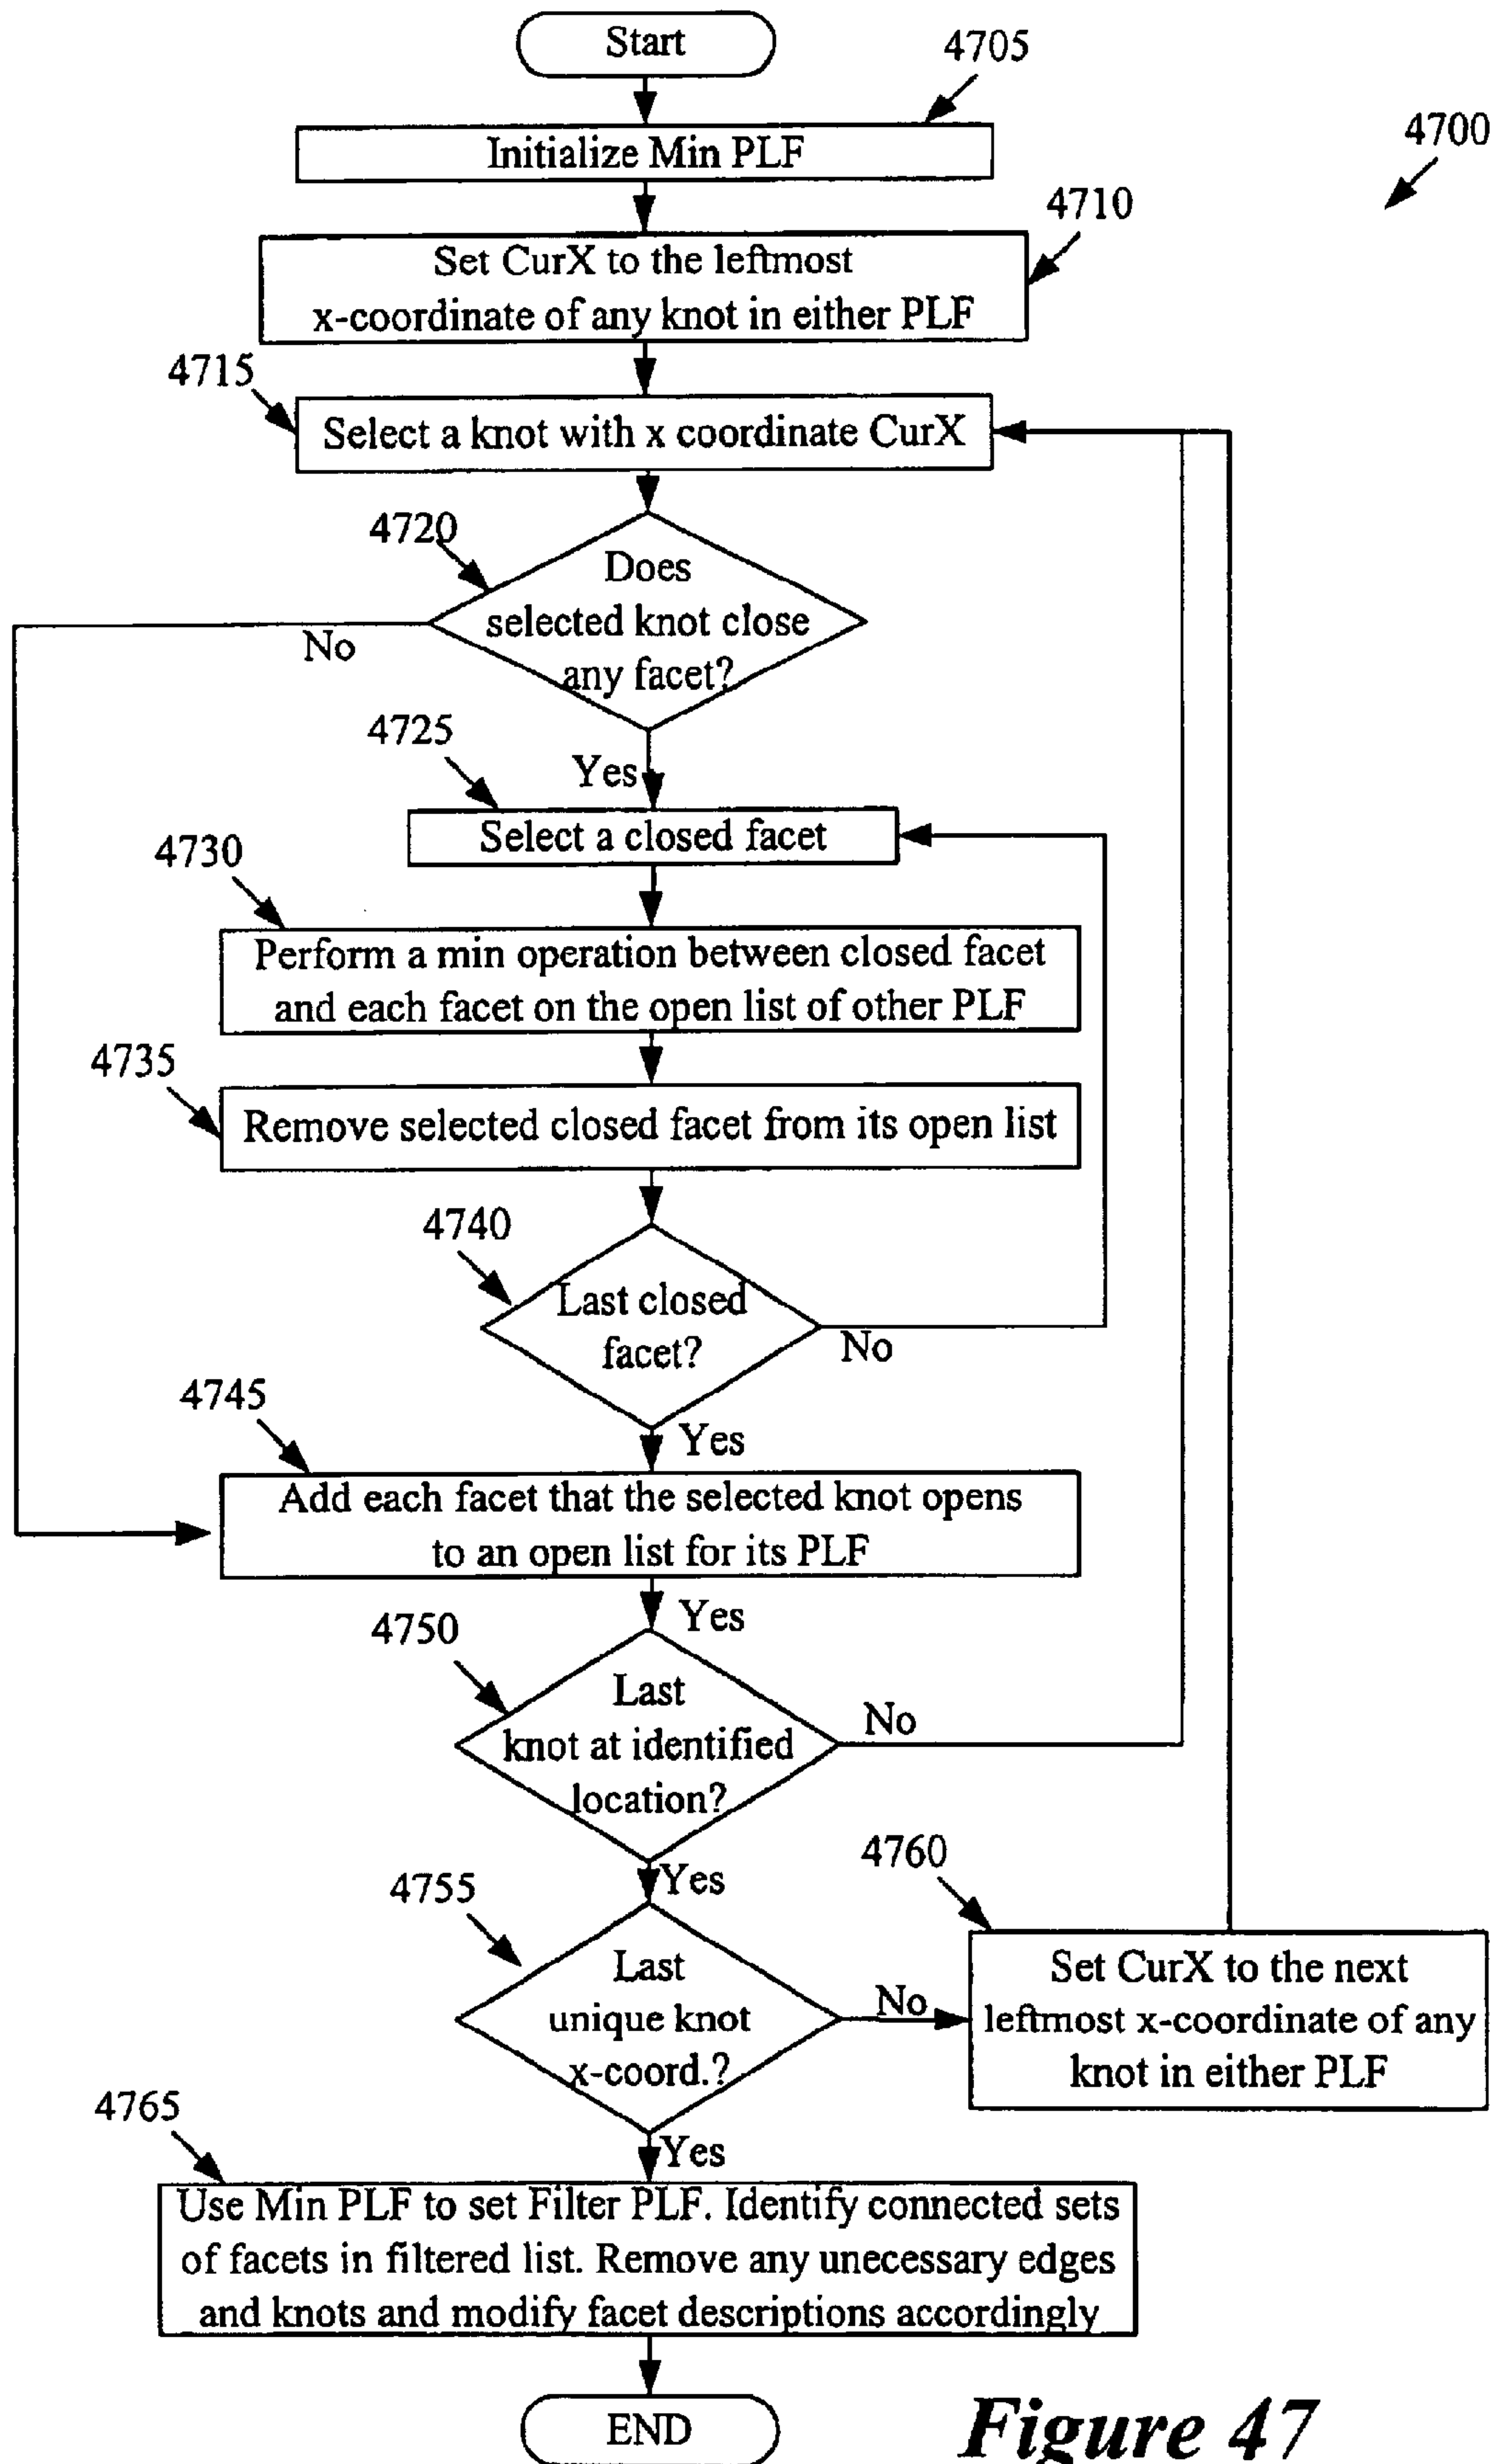 Start
4705
4700
Initialize Min PLF
4710
Set CurX to the leftmost
x-coordinate of any knot in either PLF
4715
Select a knot with x coordinate CurX
4720
Does
selected knot close
any facet?
No
4725
Yes
Select a closed facet
4730
Perform a min operation between closed facet
and each facet on the open list of other PLF
4735
Remove selected closed facet from its open list
4740
Last closed
facet?
No
4745
Yes
Add each facet that the selected knot opens
to an open list for its PLF
4750
Yes
Last
knot at identified
location?
No
4755
Yes
4760
Last
unique knot
x-coord.?
No
Set CurX to the next
leftmost x-coordinate of any
knot in either PLF
4765
Yes
Use Min PLF to set Filter PLF. Identify connected sets
of facets in filtered list. Remove any unecessary edges
and knots and modify facet descriptions accordingly
END
Figure 47